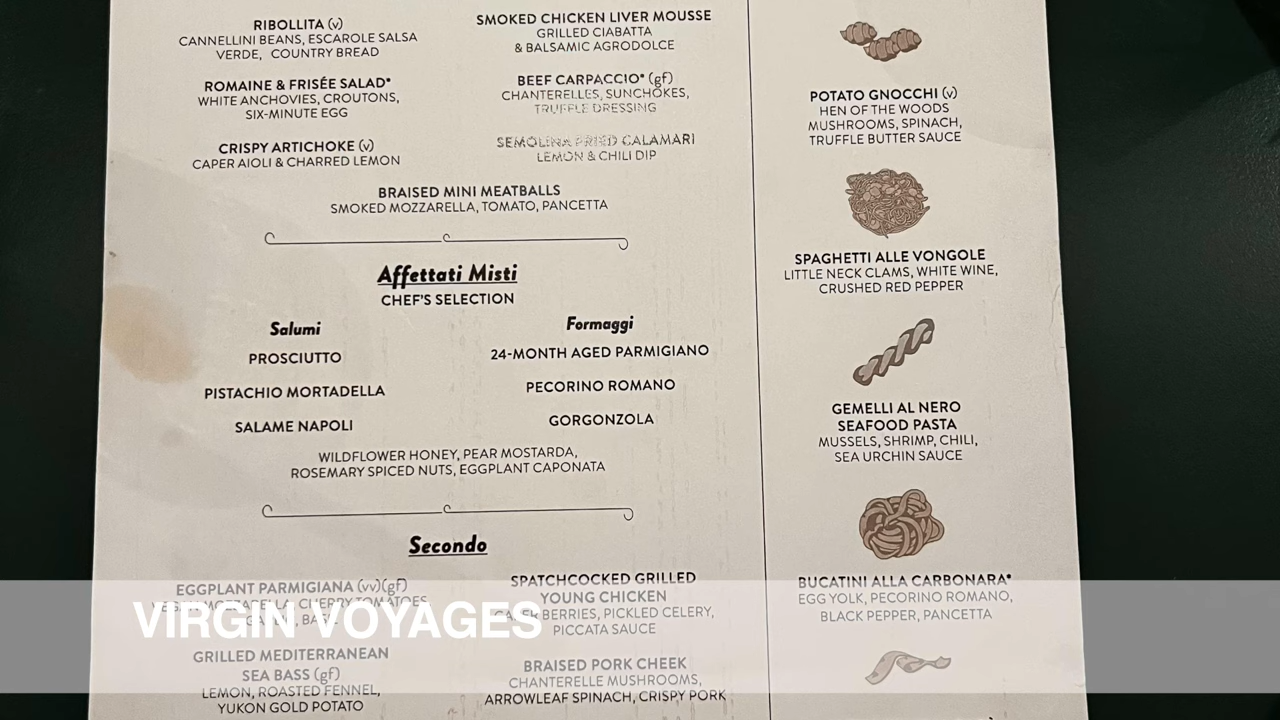 RIBOLLITA (v)
CANNELLINI BEANS, ESCAROLE SALSA
VERDE, COUNTRY BREAD
ROMAINE & FRISÉE SALAD*
WHITE ANCHOVIES, CROUTONS,
SIX-MINUTE EGG
CRISPY ARTICHOKE (v)
CAPER AIOLI & CHARRED LEMON
SMOKED CHICKEN LIVER MOUSSE
GRILLED CIABATTA
& BALSAMIC AGRODOLCE
BEEF CARPACCIO* (gf)
CHANTERELLES, SUNCHOKES,
TRUFFLE DRESSING
SEMOLINA FRIED CALAMARI
LEMON & CHILI DIP
BRAISED MINI MEATBALLS
SMOKED MOZZARELLA, TOMATO, PANCETTA
Affettati Misti
CHEF'S SELECTION
Salumi
PROSCIUTTO
PISTACHIO MORTADELLA
SALAME NAPOLI
Formaggi
24-MONTH AGED PARMIGIANO
PECORINO ROMANO
GORGONZOLA
WILDFLOWER HONEY, PEAR MOSTARDA,
ROSEMARY SPICED NUTS, EGGPLANT CAPONATA
Secondo
EGGPLANT PARMIGIANA (vv)(gf)
CHERRY TOMATOES
GRILLED MEDITERRANEAN
SEA BASS (gf)
LEMON, ROASTED FENNEL,
YUKON GOLD POTATO
SPATCHCOCKED GRILLED
YOUNG CHICKEN
BERRIES, PICKLED CELERY,
PICCATA SAUCE
BRAISED PORK CHEEK
CHANTERELLE MUSHROOMS,
ARROWLEAF SPINACH, CRISPY PORK
POTATO GNOCCHI (v)
HEN OF THE WOODS
MUSHROOMS, SPINACH,
TRUFFLE BUTTER SAUCE
SPAGHETTI ALLE VONGOLE
LITTLE NECK CLAMS, WHITE WINE,
CRUSHED RED PEPPER
GEMELLI AL NERO
SEAFOOD PASTA
MUSSELS, SHRIMP, CHILI,
SEA URCHIN SAUCE
BUCATINI ALLA CARBONARA*
EGG YOLK, PECORINO ROMANO,
BLACK PEPPER, PANCETTA
VIRGIN VOYAGES